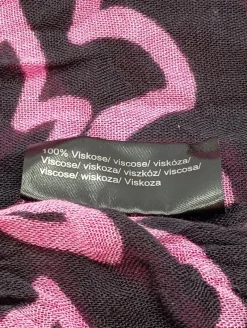 100% Viskose/ viscose/ viskóza/
Viscose/ viskoza/ viszkóz/ viscosa/
viscose/ wiskoza/ Viskoza